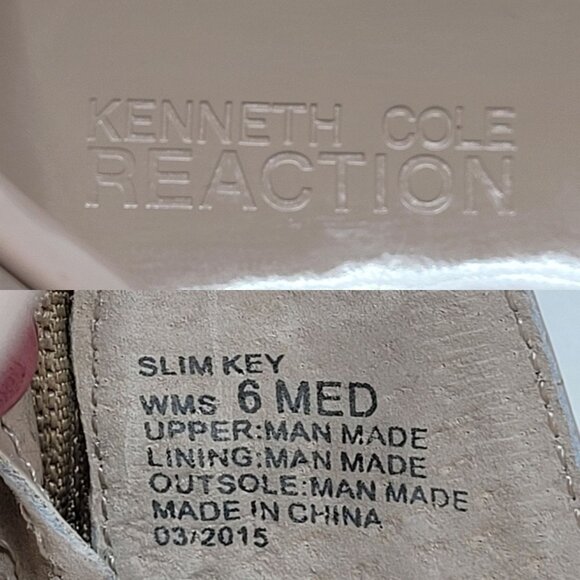 KENNETH COLE
REACTION
SLIM KEY
WMS 6 MED
UPPER:MAN MADE
LINING:MAN MADE
OUTSOLE:MAN MADE
MADE IN CHINA
03/2015